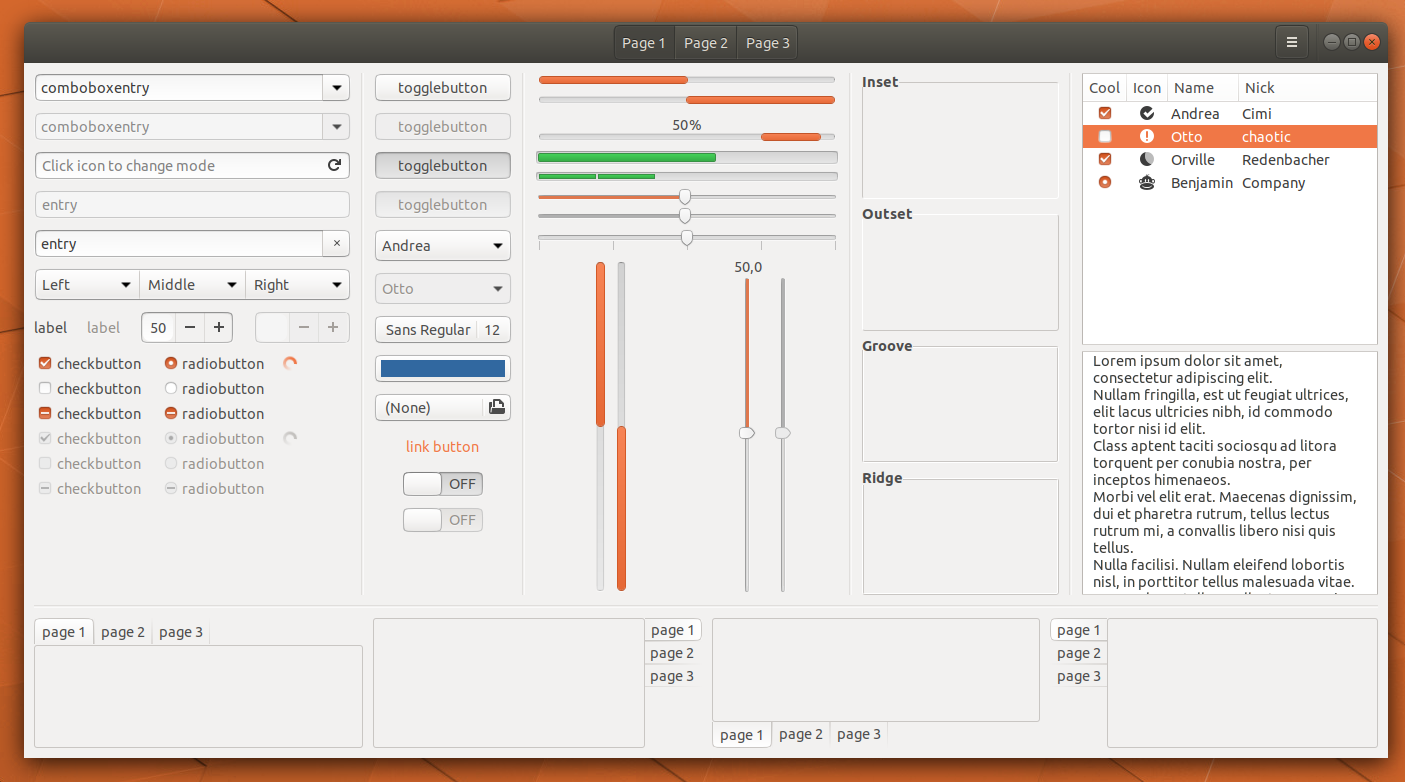 Page 1 Page 2 Page 3
comboboxentry
comboboxentry
Click icon to change mode
entry
entry
Left Middle Right
label label 50
checkbutton radiobutton
checkbutton radiobutton
checkbutton radiobutton
checkbutton radiobutton
checkbutton radiobutton
checkbutton radiobutton
togglebutton
togglebutton
togglebutton
togglebutton
Andrea
Otto
Sans Regular 12
(None)
link button
OFF
OFF
50%
50,0
Inset
Outset
Groove
Ridge
Cool Icon Name Nick
Andrea Cimi
Otto chaotic
Orville Redenbacher
Benjamin Company
Lorem ipsum dolor sit amet,
consectetur adipiscing elit.
Nullam fringilla, est ut feugiat ultrices,
elit lacus ultricies nibh, id commodo
tortor nisi id elit.
Class aptent taciti sociosqu ad litora
torquent per conubia nostra, per
inceptos himenaeos.
Morbi vel elit erat. Maecenas dignissim,
dui et pharetra rutrum, tellus lectus
rutrum mi, a convallis libero nisi quis
tellus.
Nulla facilisi. Nullam eleifend lobortis
nisl, in porttitor tellus malesuada vitae.
page 1 page 2 page 3
page 1
page 2
page 3
page 1 page 2 page 3
page 1
page 2
page 3